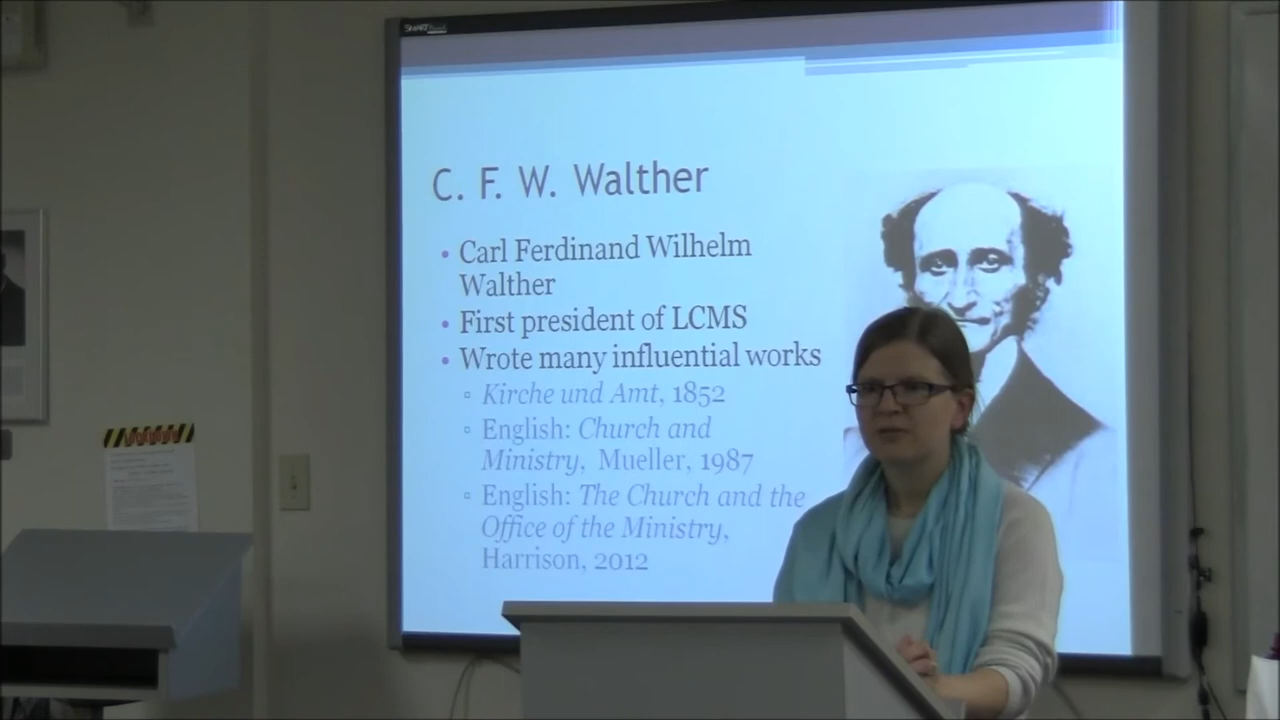 SMART
C. F. W. Walther
• Carl Ferdinand Wilhelm
Walther
• First president of LCMS
• Wrote many influential works
▫ Kirche und Amt, 1852
▫ English: Church and
Ministry, Mueller, 1987
▫ English: The Church and the
Office of the Ministry,
Harrison, 2012